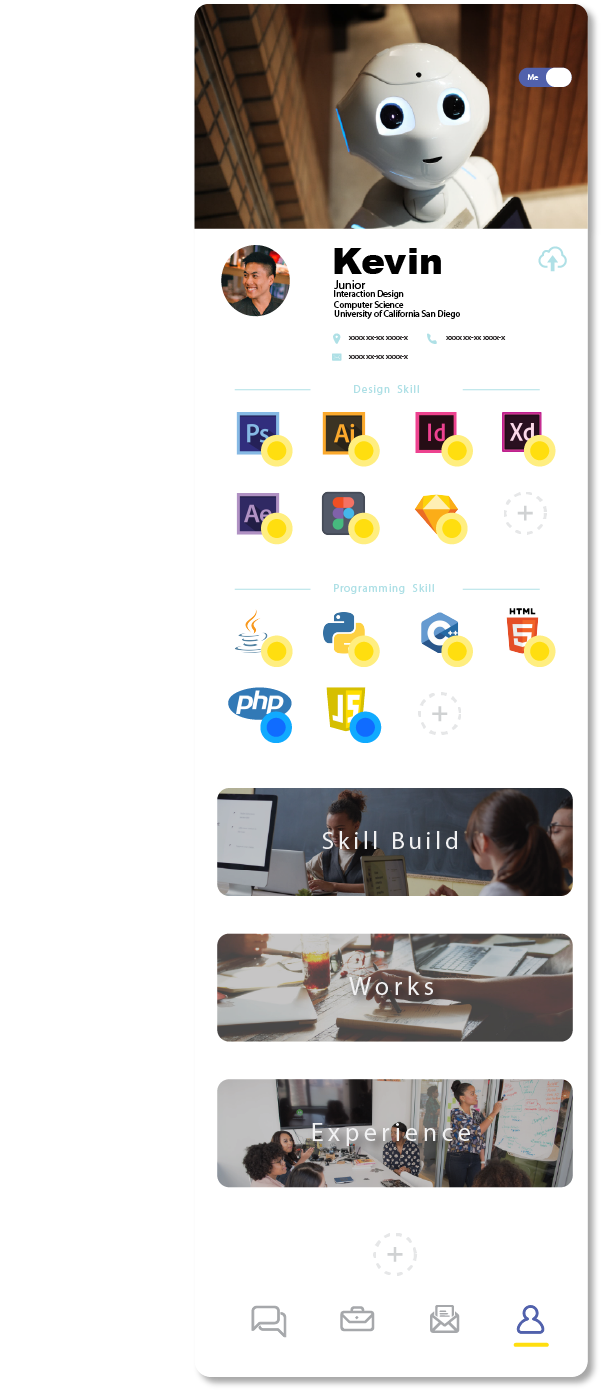 Me
Kevin
Junior
Interaction Design
Computer Science
University of California San Diego
xxxx xx-xx xxxx-x xxxx xx-xx xxxx-x
xxxx xx-xx xxxx-x
Design Skill
Ps Ai Id Xd
Ae
Programming Skill
C++ HTML 5
php JS
Skill Build
Works
Experience